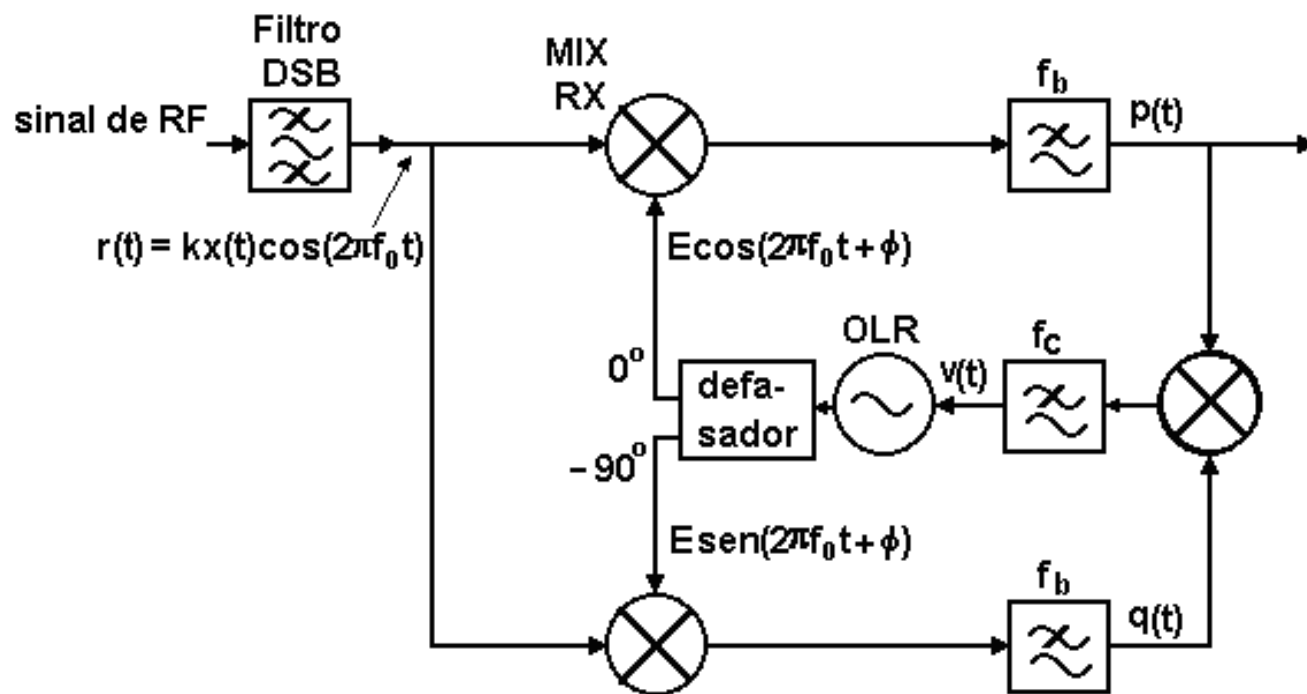 Filtro
DSB
sinal de RF
r(t) = kx(t)cos(2πf₀t)
MIX
RX
f_b
p(t)
Ecos(2πf₀t + ϕ)
OLR
f_c
v(t)
0°
defa-
sador
– 90°
Esen(2πf₀t + ϕ)
f_b
q(t)